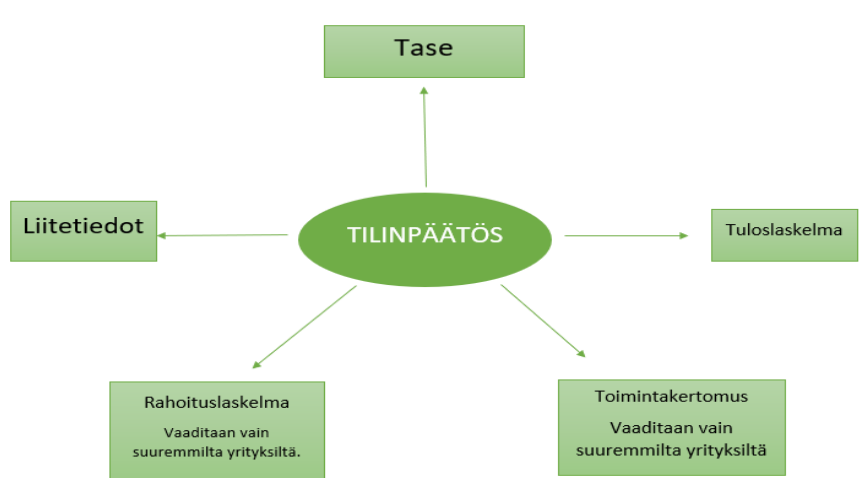 Tase
Liitetiedot
TILINPÄÄTÖS
Tuloslaskelma
Rahoituslaskelma
Vaaditaan vain
suuremmilta yrityksiltä.
Toimintakertomus
Vaaditaan vain
suuremmilta yrityksiltä